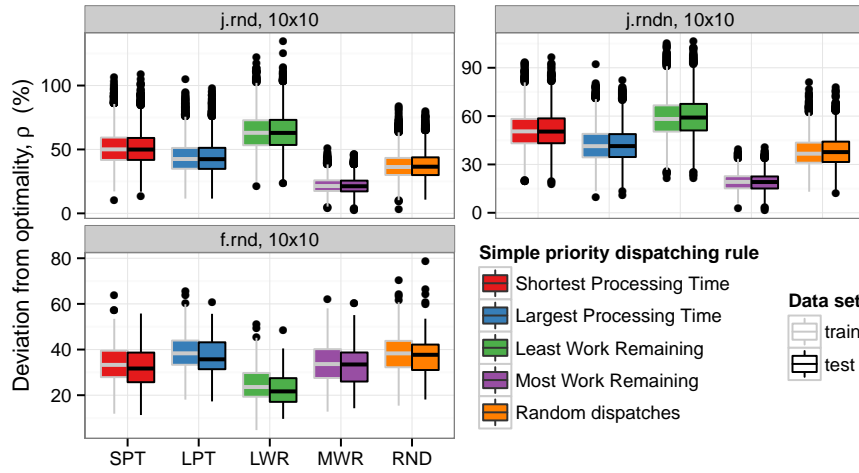 j.rnd, 10x10
j.rndn, 10x10
100
50
0
90
60
30
0
f.rnd, 10x10
80
60
40
20
Deviation from optimality, ρ (%)
SPT LPT LWR MWR RND
Simple priority dispatching rule
Shortest Processing Time
Largest Processing Time
Least Work Remaining
Most Work Remaining
Random dispatches
Data set
train
test